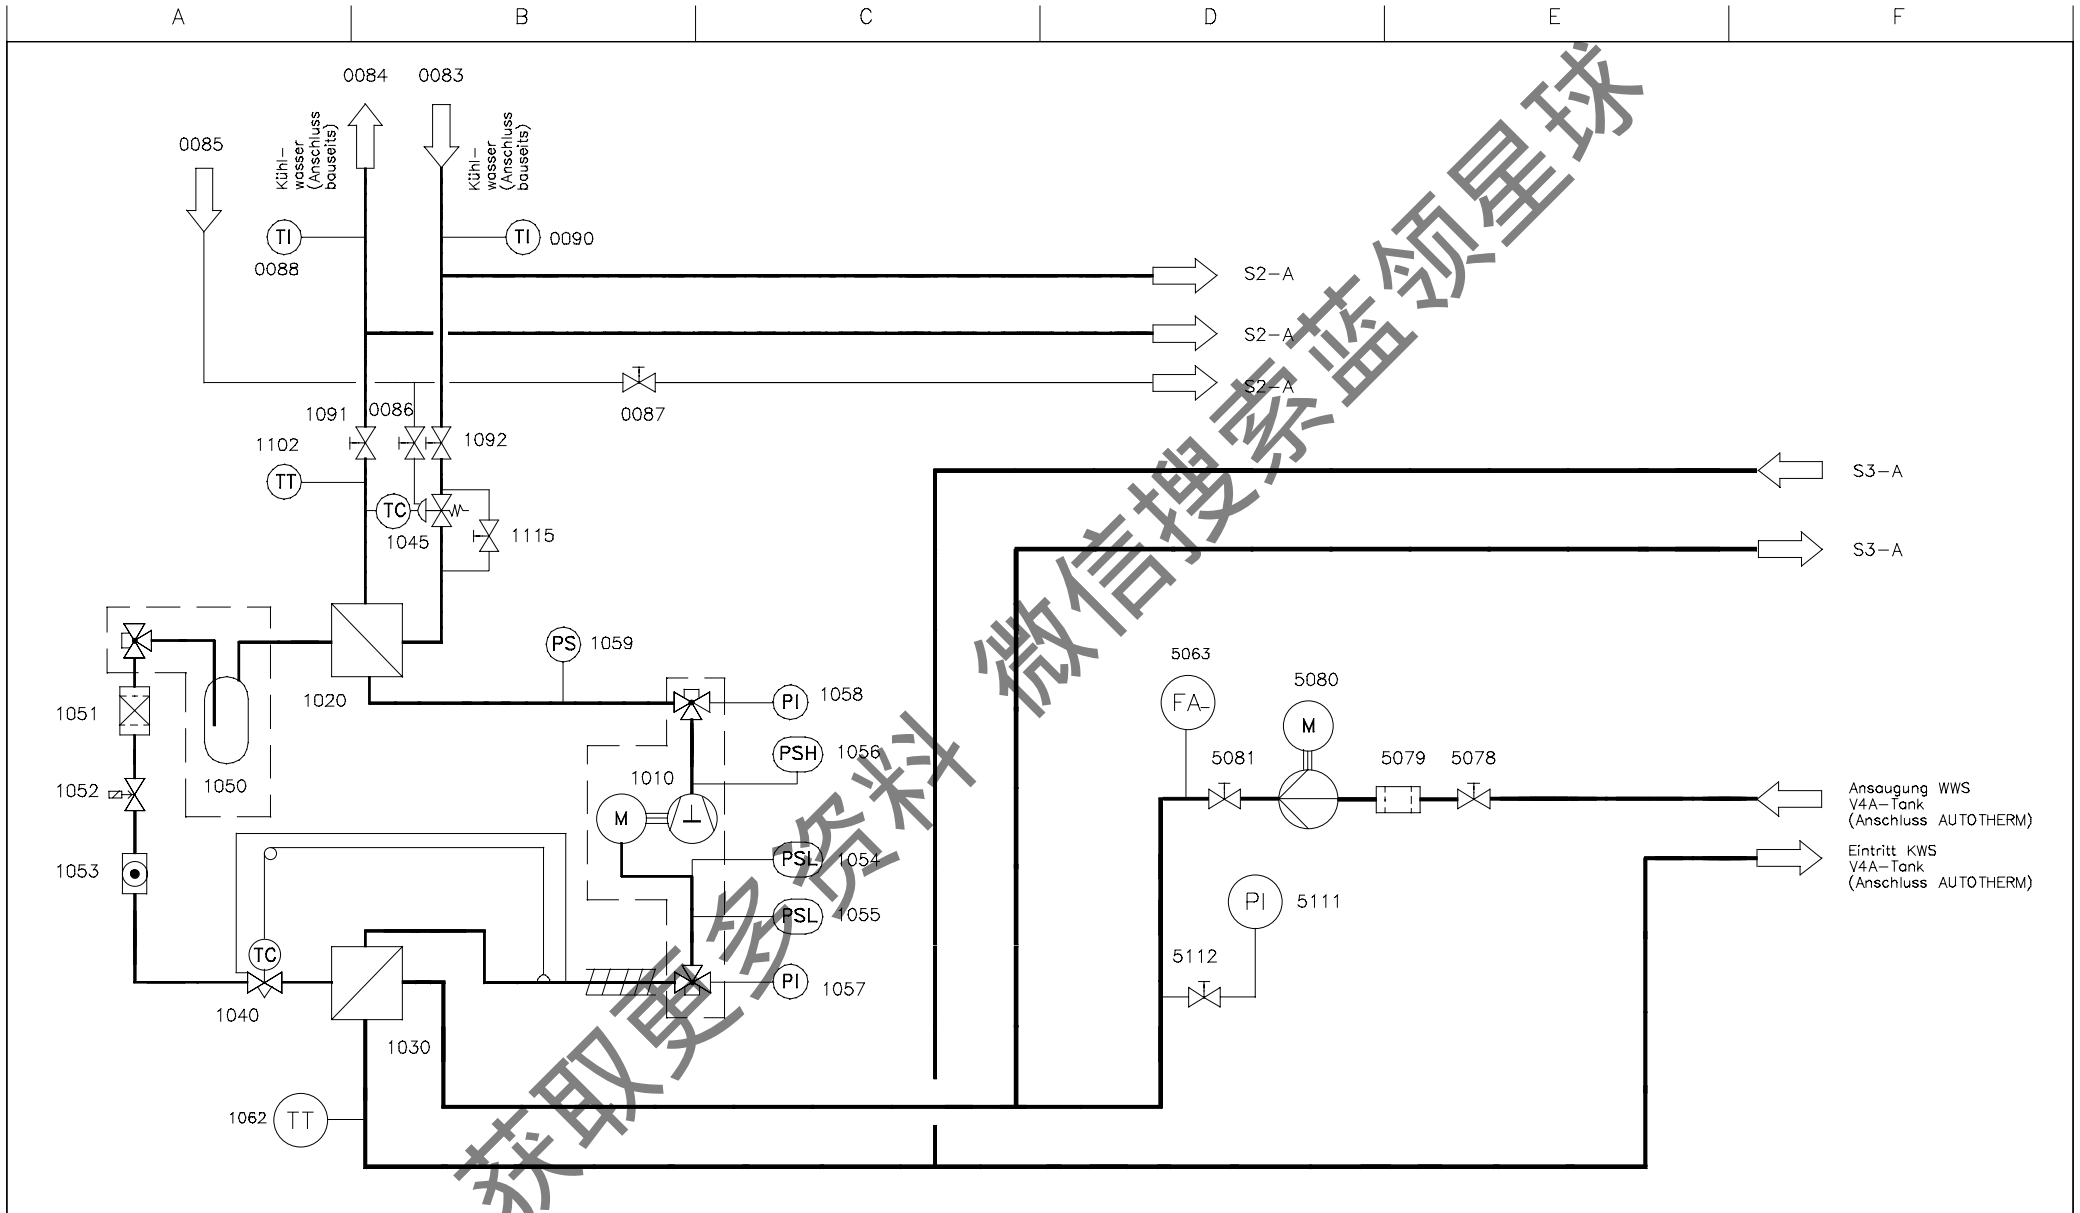 A B C D E F
0084 0083
0085
Kühl-
wasser
(Anschluss
bauseits)
Kühl-
wasser
(Anschluss
bauseits)
TI
0088
TI 0090
S2-A
S2-A
S2-A
0087
1091 0086
1092
1102
TT
TC
1045
1115
S3-A
S3-A
1020
PS 1059
1051
1050
1052
1053
PI 1058
PSH 1056
1010
M
PSL 1054
PSL 1055
PI 1057
TC
1040
1030
1062 TT
5063
FA-
5080
M
5081
5079
5078
Ansaugung WWS
V4A-Tank
(Anschluss AUTOTHERM)
Eintritt KWS
V4A-Tank
(Anschluss AUTOTHERM)
PI 5111
5112
获取更多资料 微信搜索蓝领星球